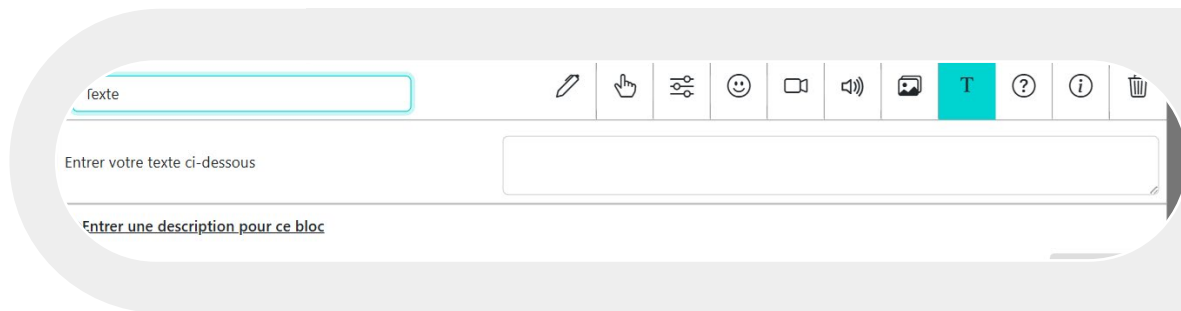 Texte
T
?
i
Entrer votre texte ci-dessous
Entrer une description pour ce bloc